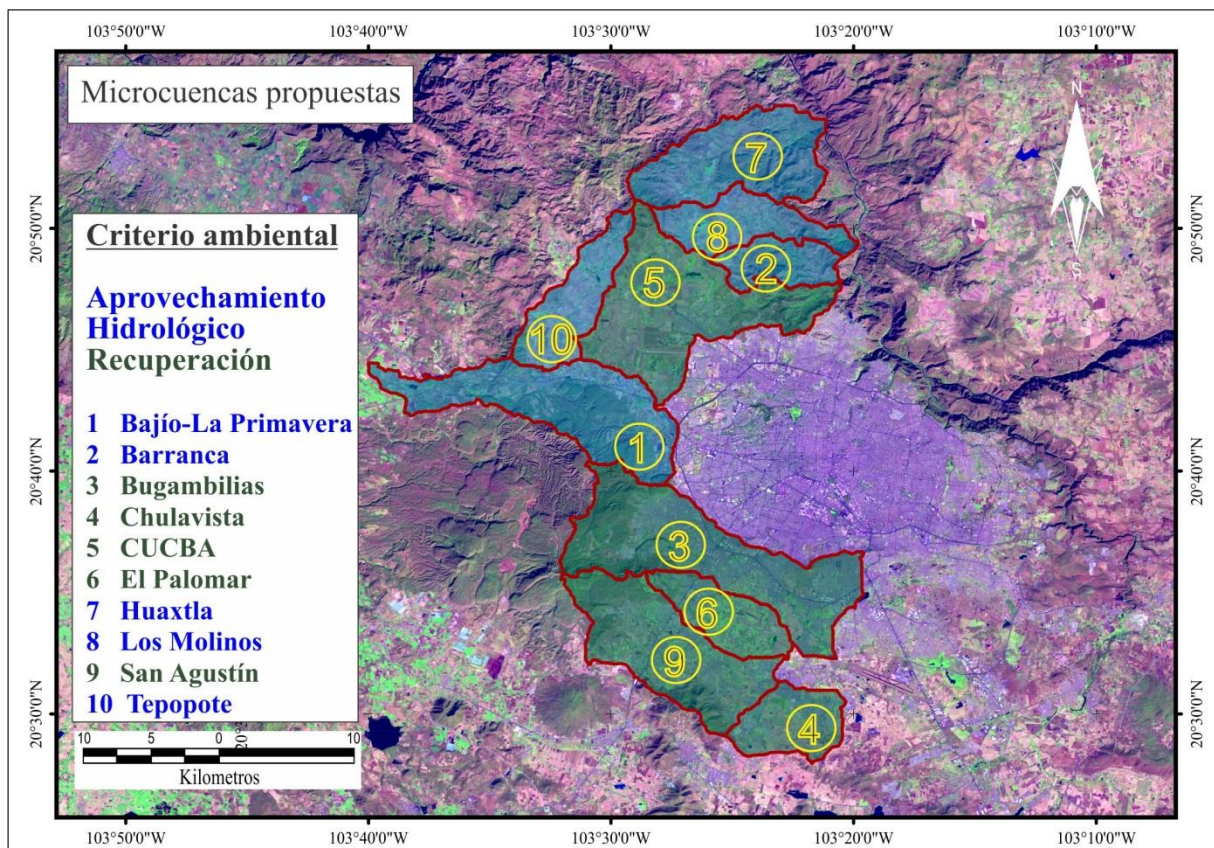 103°50'0"W 103°40'0"W 103°30'0"W 103°20'0"W 103°10'0"W
Microcuencas propuestas
N
S
20°50'0"N
20°50'0"N
20°40'0"N
20°40'0"N
20°30'0"N
20°30'0"N
Criterio ambiental
Aprovechamiento
Hidrológico
Recuperación
1 Bajío-La Primavera
2 Barranca
3 Bugambilias
4 Chulavista
5 CUCBA
6 El Palomar
7 Huaxtla
8 Los Molinos
9 San Agustín
10 Tepopote
10 5 0 10
Kilometros
7
8
2
5
10
1
3
6
9
4
103°50'0"W 103°40'0"W 103°30'0"W 103°20'0"W 103°10'0"W